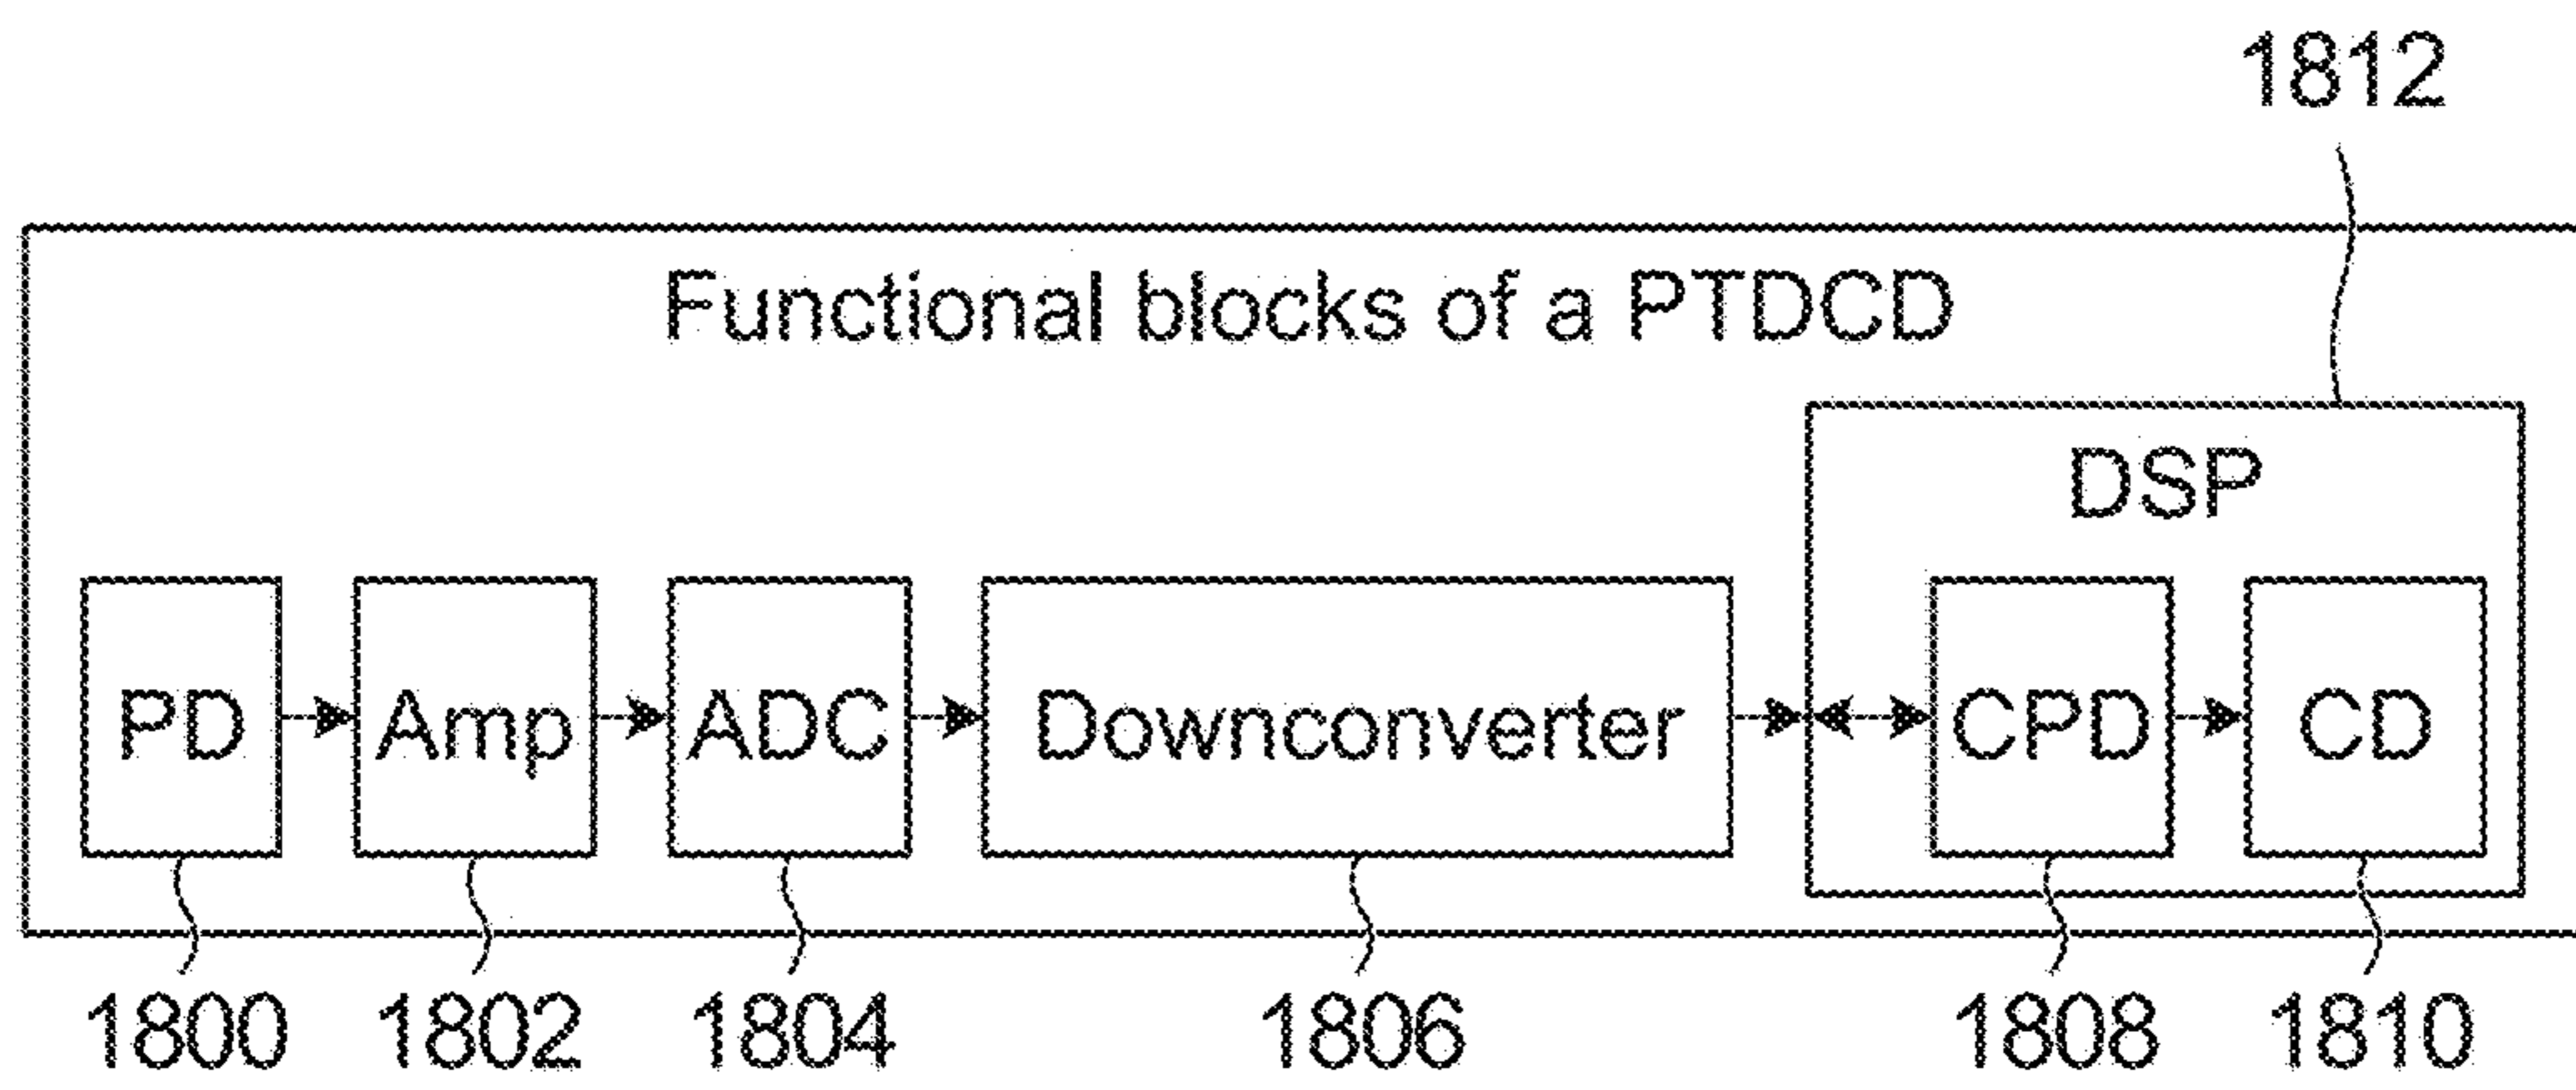 1812
Functional blocks of a PTDCD
DSP
PD Amp ADC Downconverter CPD CD
1800 1802 1804 1806 1808 1810